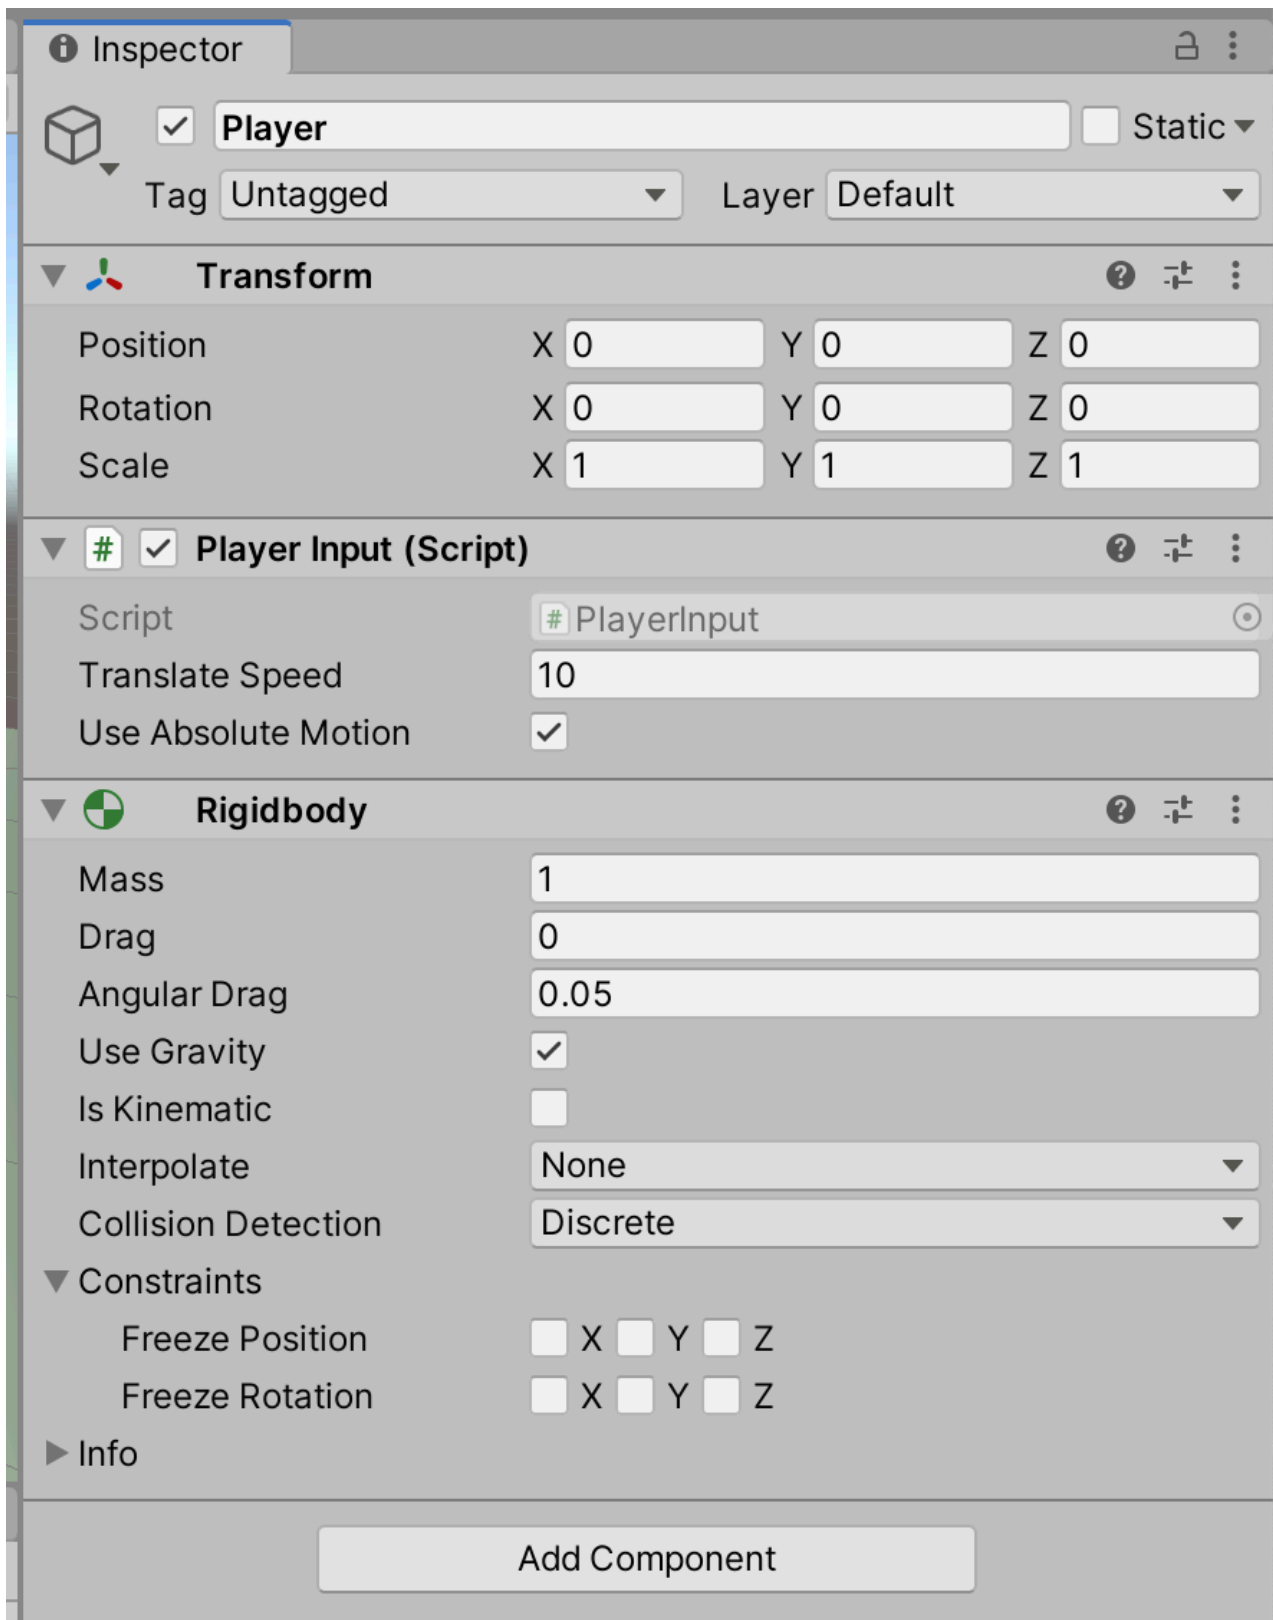 Inspector
Player Static
Tag Untagged Layer Default
Transform
Position X 0 Y 0 Z 0
Rotation X 0 Y 0 Z 0
Scale X 1 Y 1 Z 1
# Player Input (Script)
Script # PlayerInput
Translate Speed 10
Use Absolute Motion
Rigidbody
Mass 1
Drag 0
Angular Drag 0.05
Use Gravity
Is Kinematic
Interpolate None
Collision Detection Discrete
Constraints
Freeze Position X Y Z
Freeze Rotation X Y Z
Info
Add Component